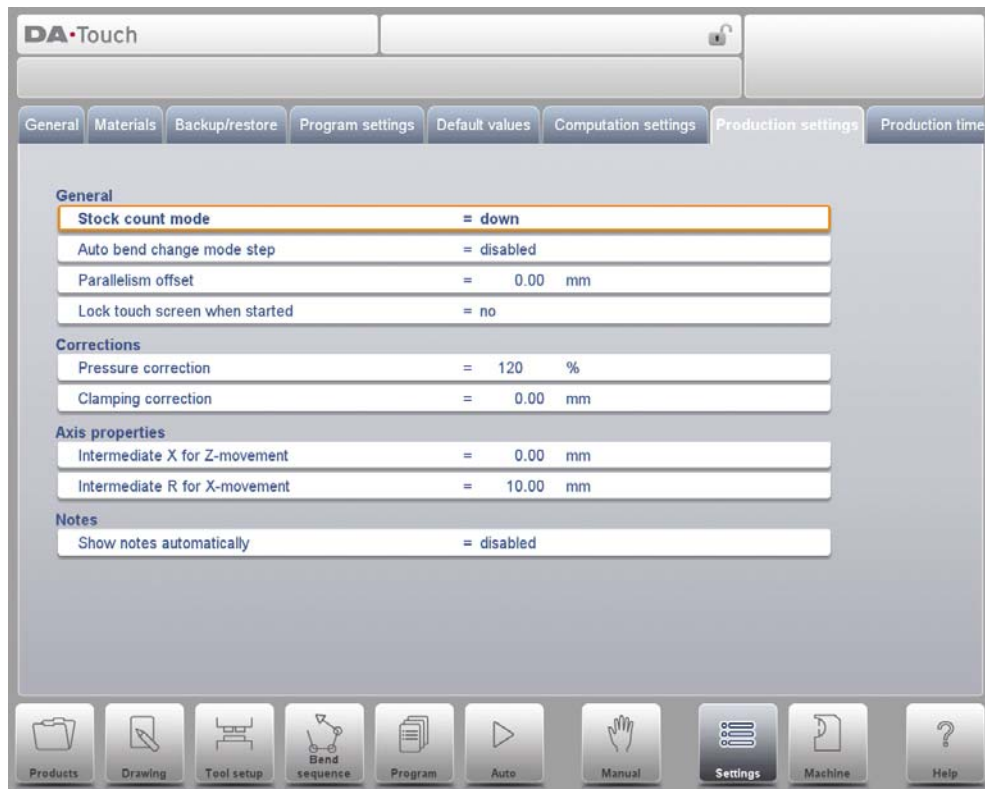 DA•Touch
General Materials Backup/restore Program settings Default values Computation settings Production settings Production time
General
Stock count mode = down
Auto bend change mode step = disabled
Parallelism offset = 0.00 mm
Lock touch screen when started = no
Corrections
Pressure correction = 120 %
Clamping correction = 0.00 mm
Axis properties
Intermediate X for Z-movement = 0.00 mm
Intermediate R for X-movement = 10.00 mm
Notes
Show notes automatically = disabled
Products Drawing Tool setup Bend sequence Program Auto Manual Settings Machine Help